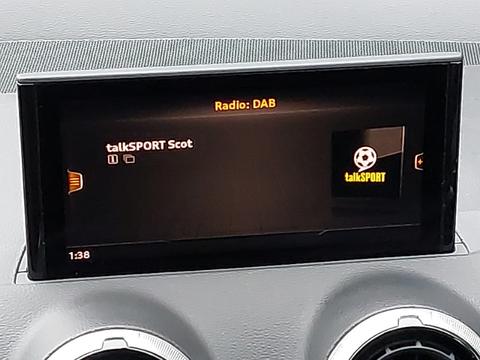 Radio: DAB
talkSPORT Scot
talkSPORT
1:38